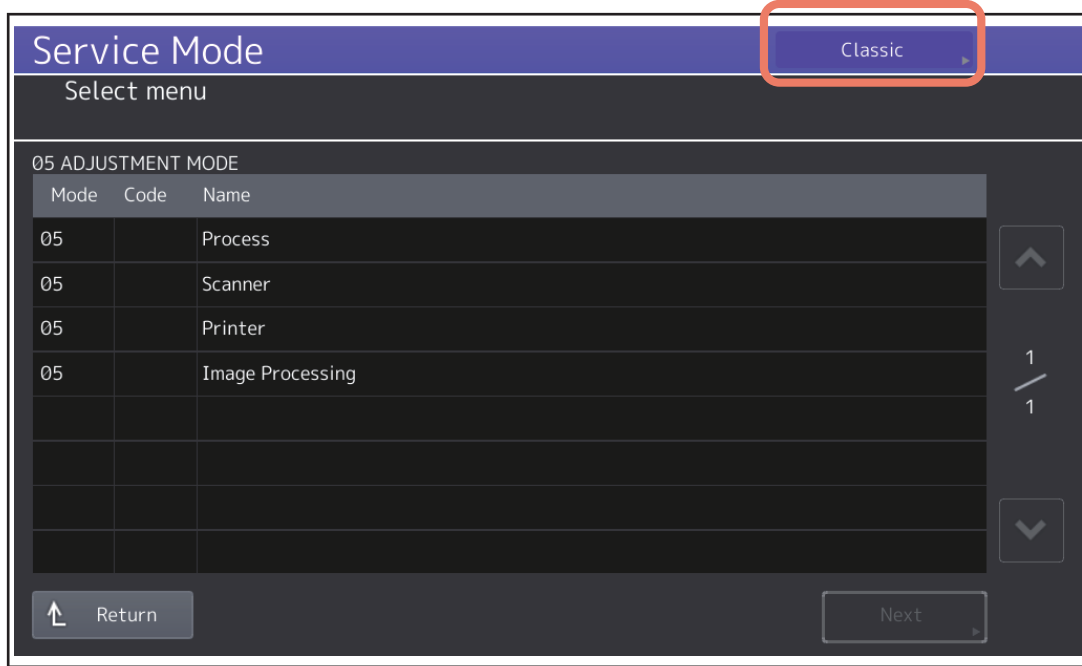 Service Mode Classic
Select menu
05 ADJUSTMENT MODE
Mode Code Name
05 Process
05 Scanner
05 Printer
05 Image Processing
1
1
Return Next